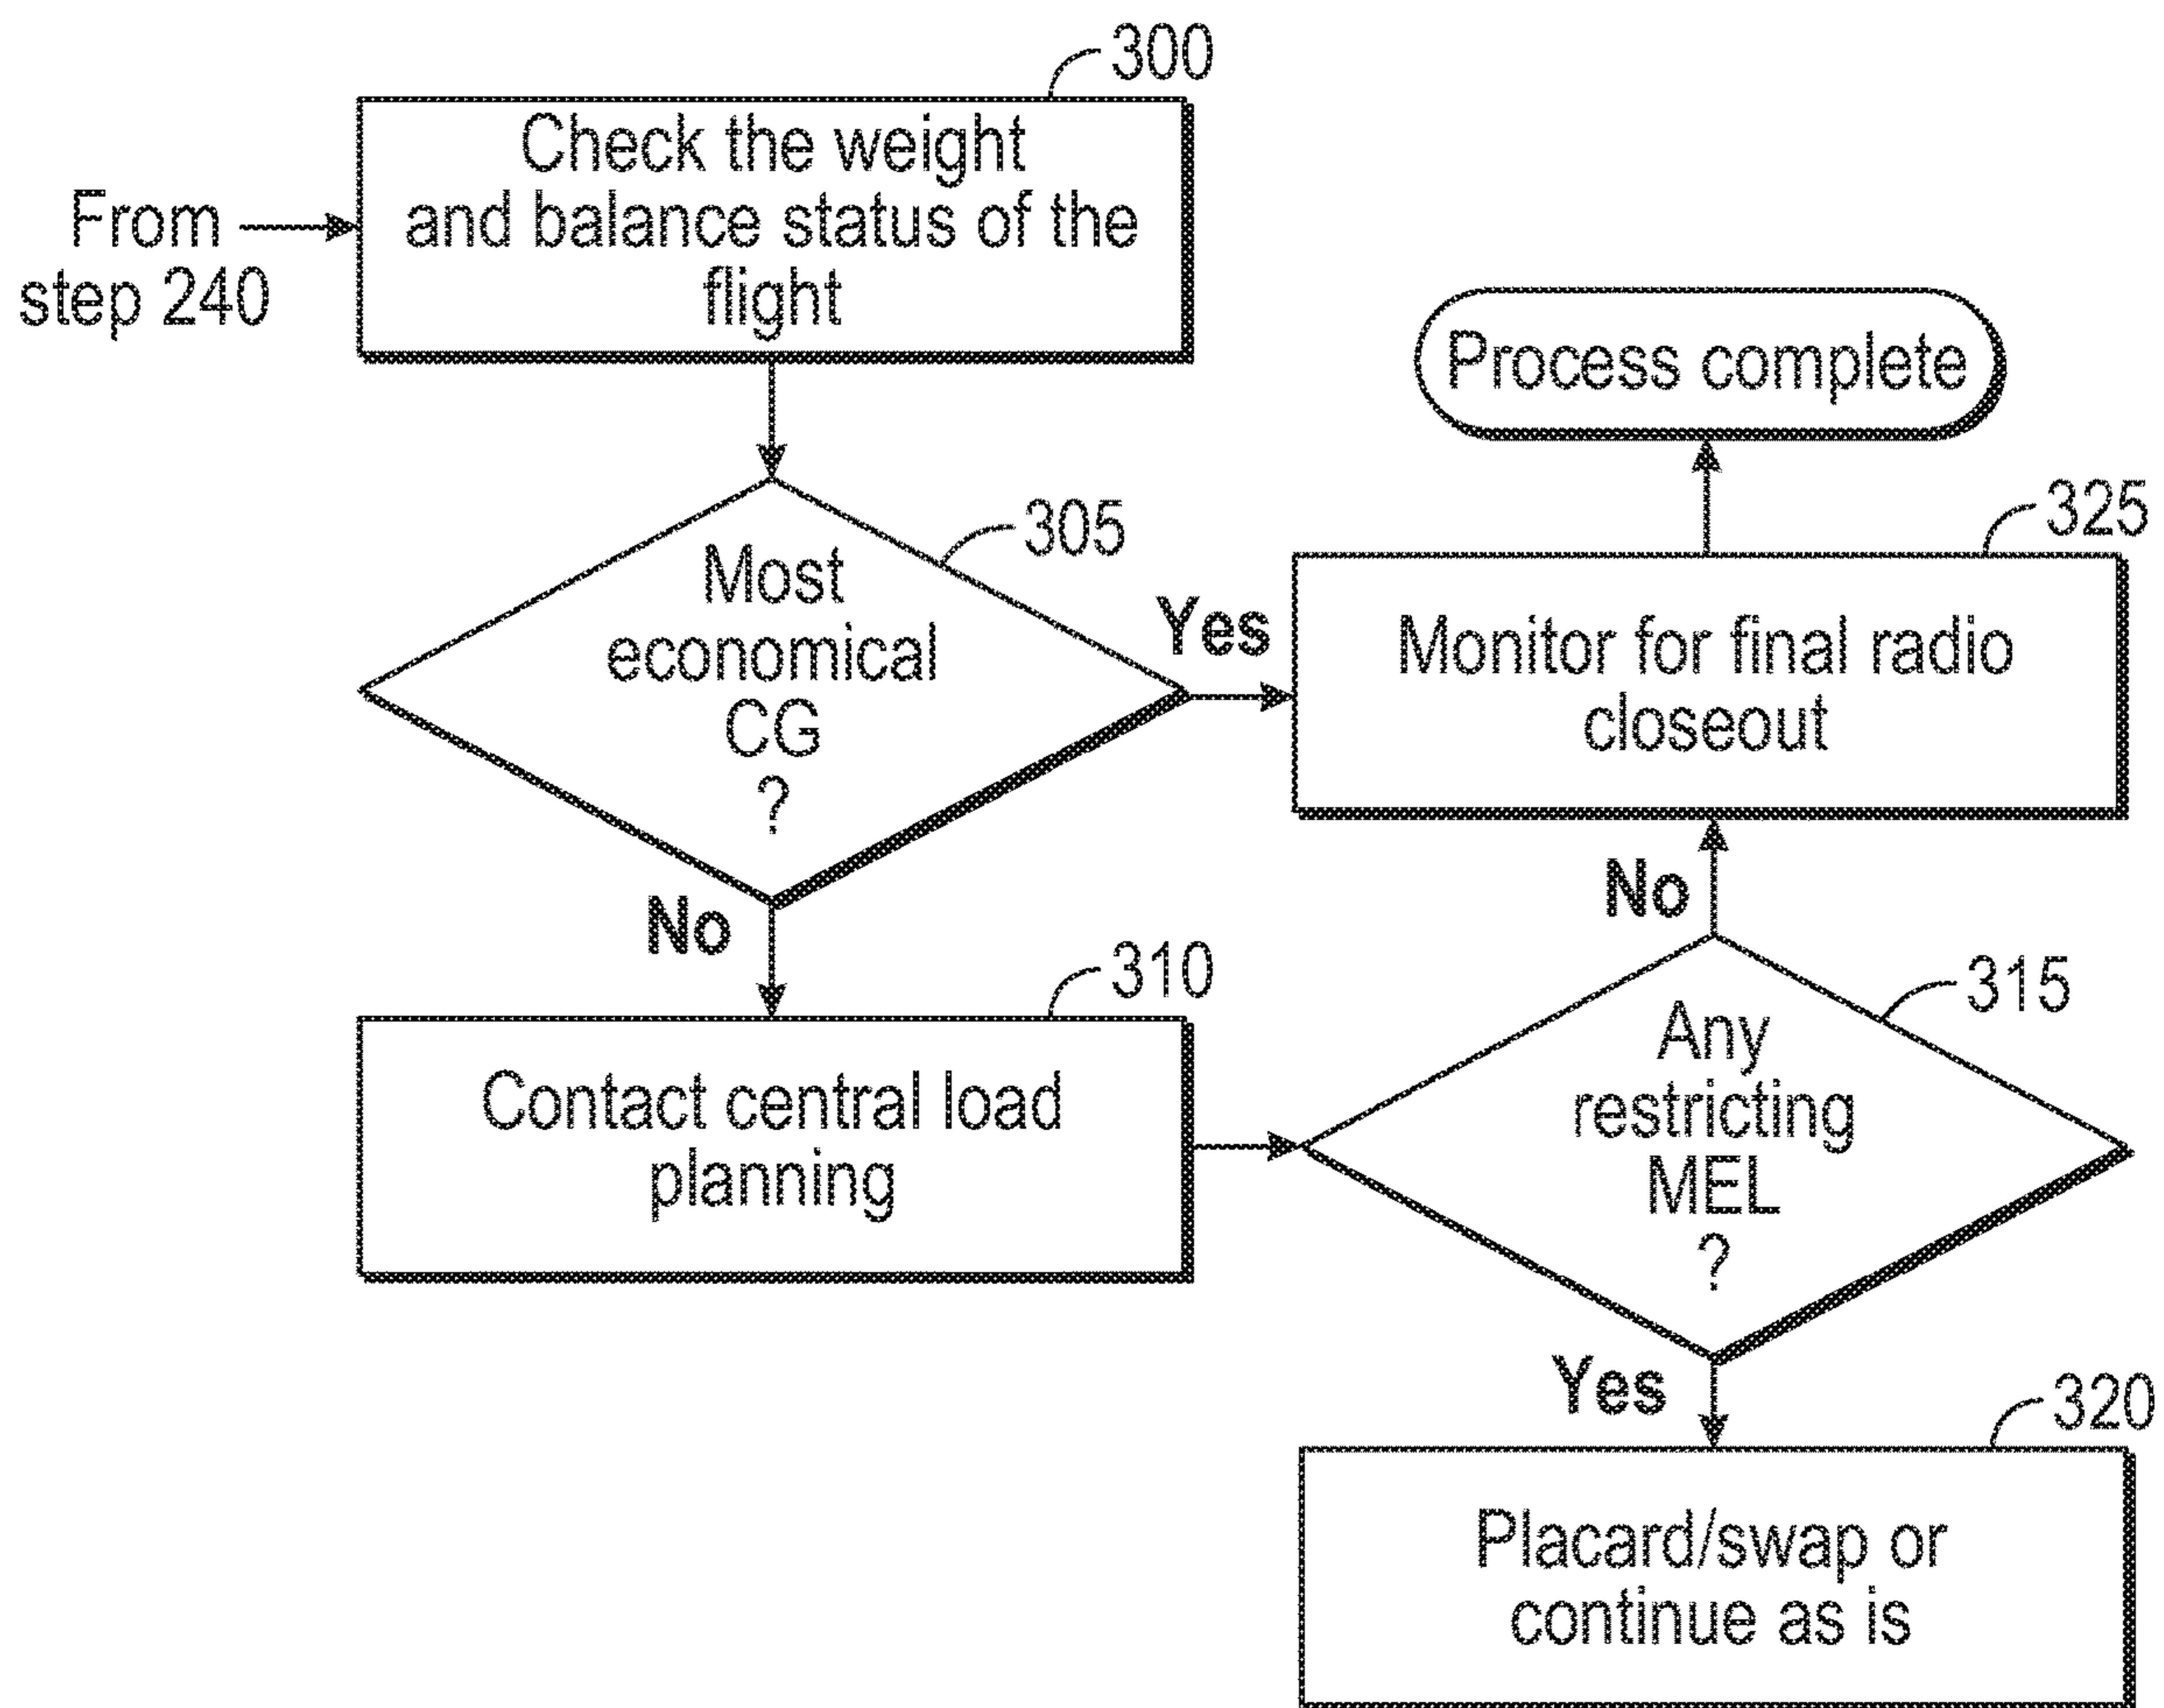 300
Check the weight
and balance status of the
flight
From
step 240
Process complete
305
Most
economical
CG
?
Yes
325
Monitor for final radio
closeout
No
310
Contact central load
planning
No
315
Any
restricting
MEL
?
Yes
320
Placard/swap or
continue as is